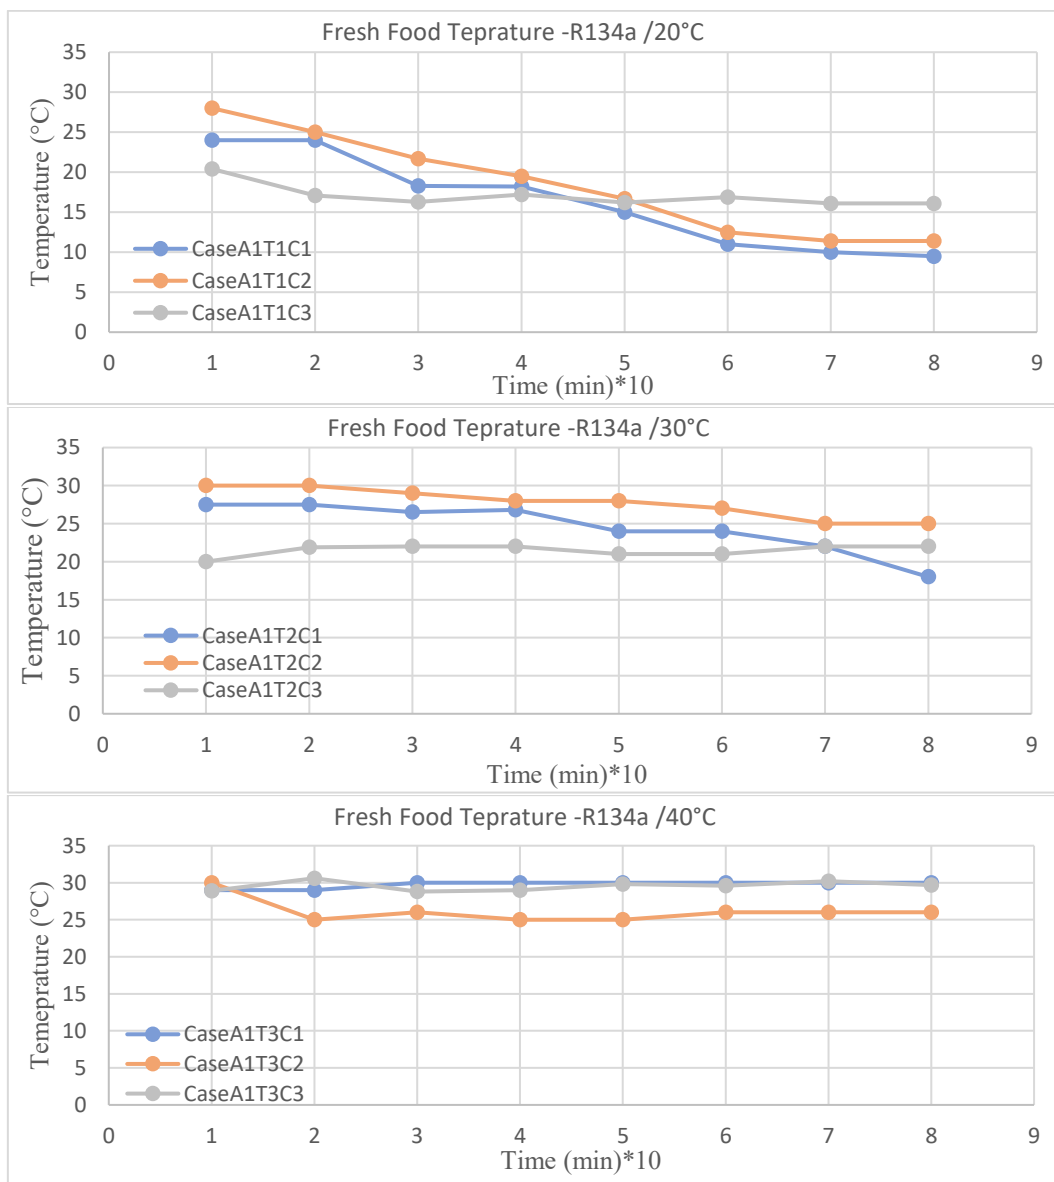 Fresh Food Teprature -R134a /20°C
35
30
25
20
15
10
5
0
Temperature (°C)
CaseA1T1C1
CaseA1T1C2
CaseA1T1C3
0 1 2 3 4 5 6 7 8 9
Time (min)*10
Fresh Food Teprature -R134a /30°C
35
30
25
20
15
10
5
0
Temperature (°C)
CaseA1T2C1
CaseA1T2C2
CaseA1T2C3
0 1 2 3 4 5 6 7 8 9
Time (min)*10
Fresh Food Teprature -R134a /40°C
35
30
25
20
15
10
5
0
Temeprature (°C)
CaseA1T3C1
CaseA1T3C2
CaseA1T3C3
0 1 2 3 4 5 6 7 8 9
Time (min)*10